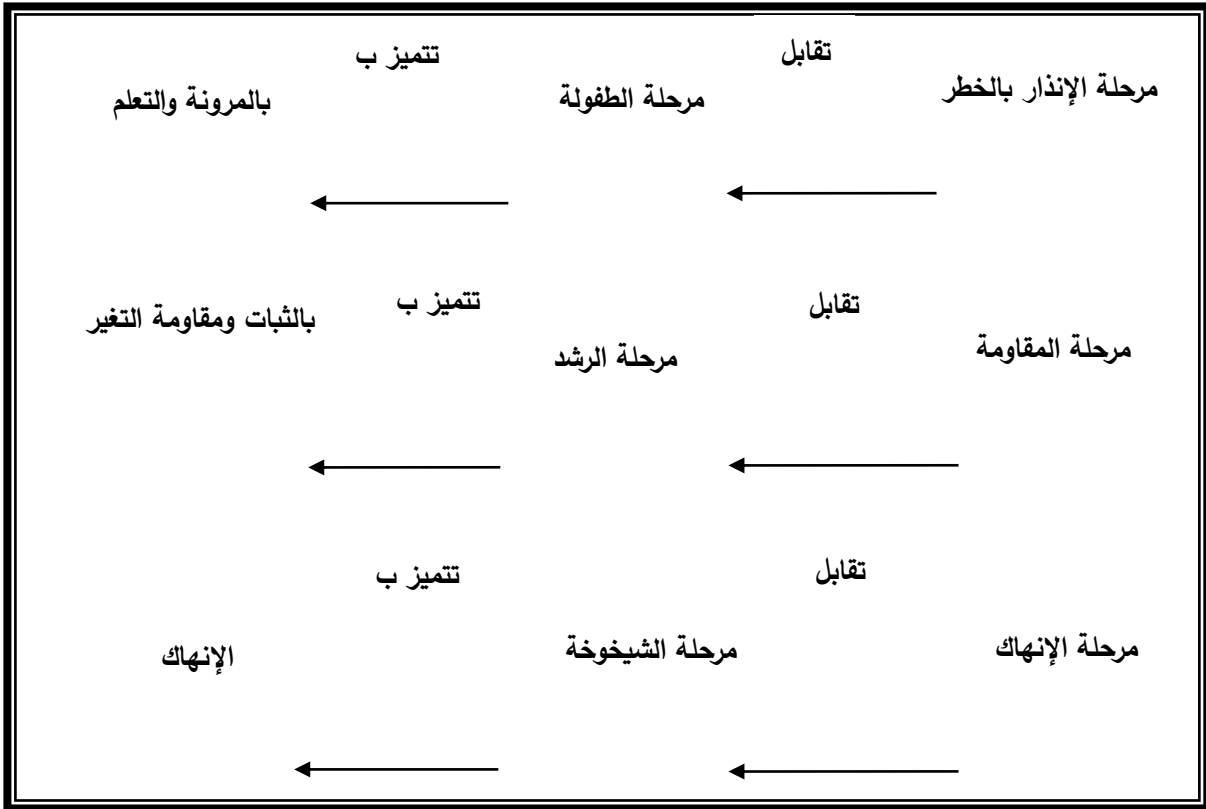 مرحلة الإنذار بالخطر
تقابل
مرحلة الطفولة
تتميز ب
بالمرونة والتعلم
مرحلة المقاومة
تقابل
مرحلة الرشد
تتميز ب
بالثبات ومقاومة التغير
مرحلة الإنهاك
تقابل
مرحلة الشيخوخة
تتميز ب
الإنهاك